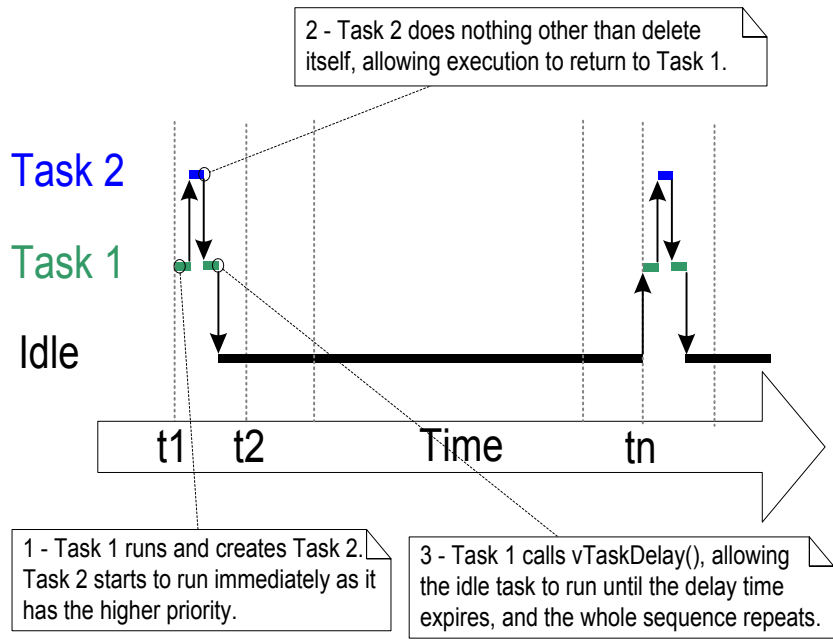 2 - Task 2 does nothing other than delete
itself, allowing execution to return to Task 1.
Task 2
Task 1
Idle
t1
t2
Time
tn
1 - Task 1 runs and creates Task 2.
Task 2 starts to run immediately as it
has the higher priority.
3 - Task 1 calls vTaskDelay(), allowing
the idle task to run until the delay time
expires, and the whole sequence repeats.